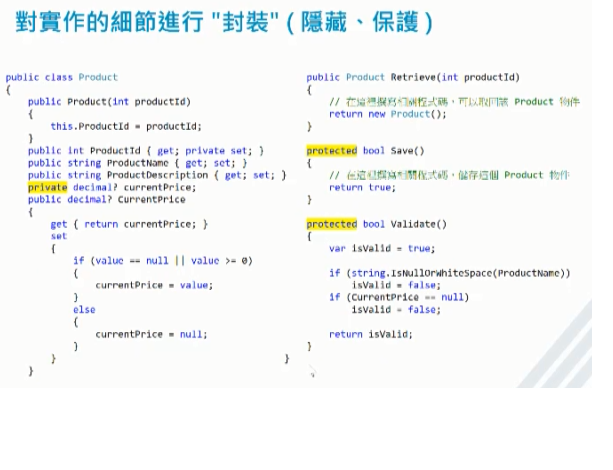 對實作的細節進行 "封裝" ( 隱藏、保護 )
public class Product
{
public Product(int productId)
{
this.ProductId = productId;
}
public int ProductId { get; private set; }
public string ProductName { get; set; }
public string ProductDescription { get; set; }
private decimal? currentPrice;
public decimal? CurrentPrice
{
get { return currentPrice; }
set
{
if (value == null || value >= 0)
{
currentPrice = value;
}
else
{
currentPrice = null;
}
}
}
public Product Retrieve(int productId)
{
// 在這裡撰寫相關程式碼，可以取回該 Product 物件
return new Product();
}
protected bool Save()
{
// 在這裡撰寫相關程式碼，儲存這個 Product 物件
return true;
}
protected bool Validate()
{
var isValid = true;
if (string.IsNullOrWhiteSpace(ProductName))
isValid = false;
if (CurrentPrice == null)
isValid = false;
return isValid;
}
}